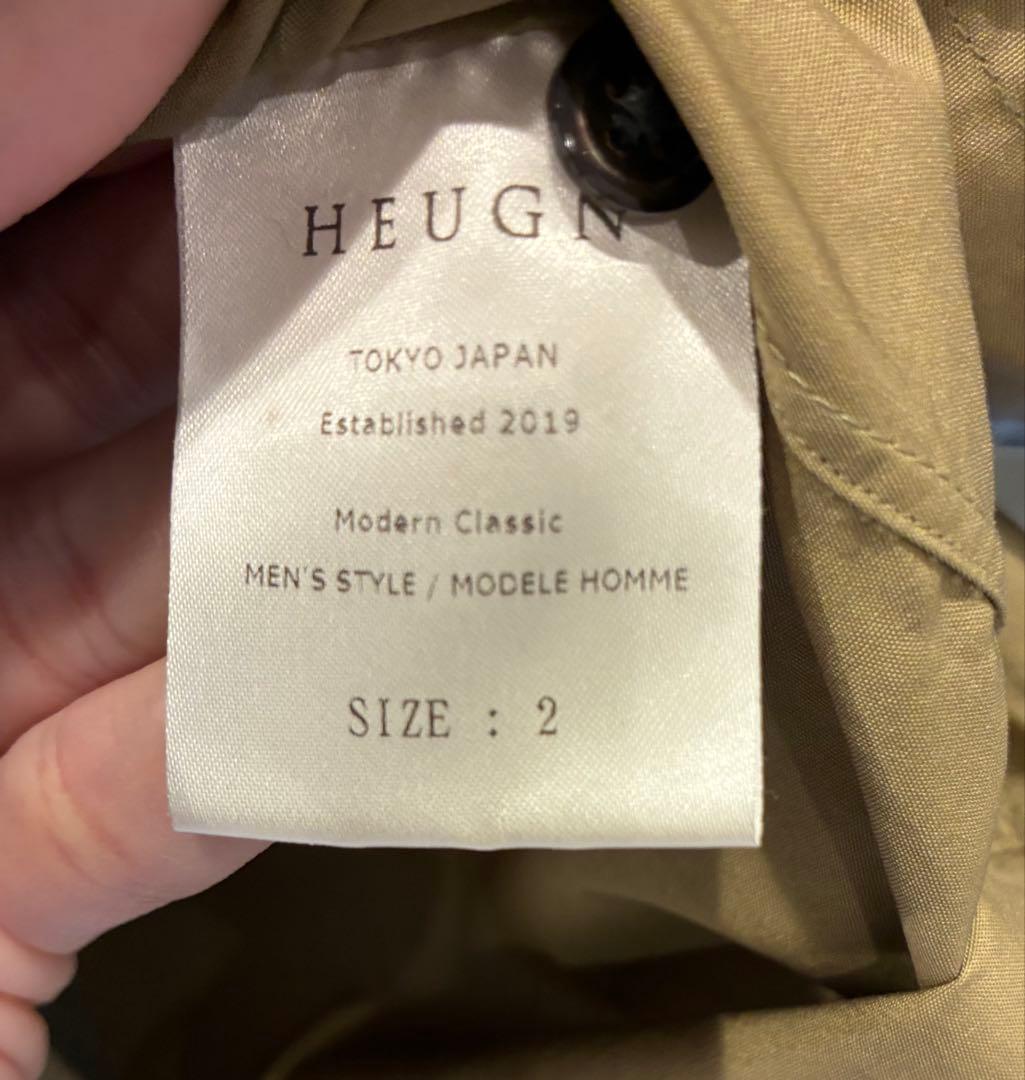 HEUGN
TOKYO JAPAN
Established 2019
Modern Classic
MEN'S STYLE / MODELE HOMME
SIZE : 2